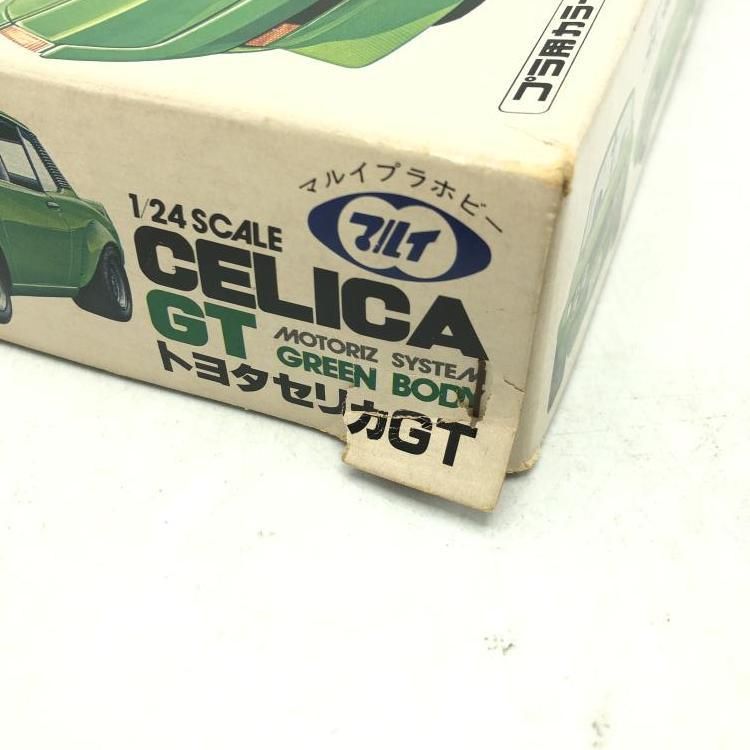 プラ用カラー
マルイプラホビー
マルイ
1/24 SCALE
CELICA
GT
MOTORIZ SYSTEM
GREEN BODY
トヨタセリカGT